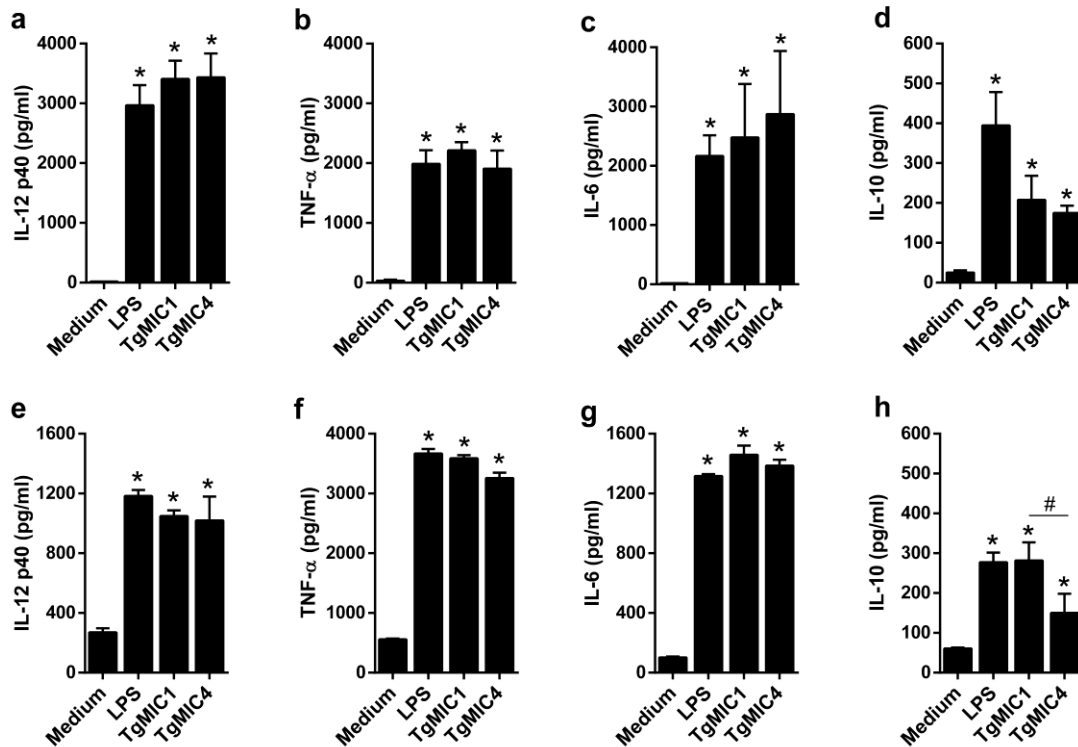 a
IL-12 p40 (pg/ml)
4000
3000
2000
1000
0
* * *
Medium
LPS
TgMIC1
TgMIC4
b
TNF-α (pg/ml)
4000
3000
2000
1000
0
* * *
Medium
LPS
TgMIC1
TgMIC4
c
IL-6 (pg/ml)
4000
3000
2000
1000
0
* * *
Medium
LPS
TgMIC1
TgMIC4
d
IL-10 (pg/ml)
600
500
400
300
200
100
0
* * *
Medium
LPS
TgMIC1
TgMIC4
e
IL-12 p40 (pg/ml)
1600
1200
800
400
0
* * *
Medium
LPS
TgMIC1
TgMIC4
f
TNF-α (pg/ml)
4000
3000
2000
1000
0
* * *
Medium
LPS
TgMIC1
TgMIC4
g
IL-6 (pg/ml)
1600
1200
800
400
0
* * *
Medium
LPS
TgMIC1
TgMIC4
h
IL-10 (pg/ml)
600
500
400
300
200
100
0
#
* * *
Medium
LPS
TgMIC1
TgMIC4